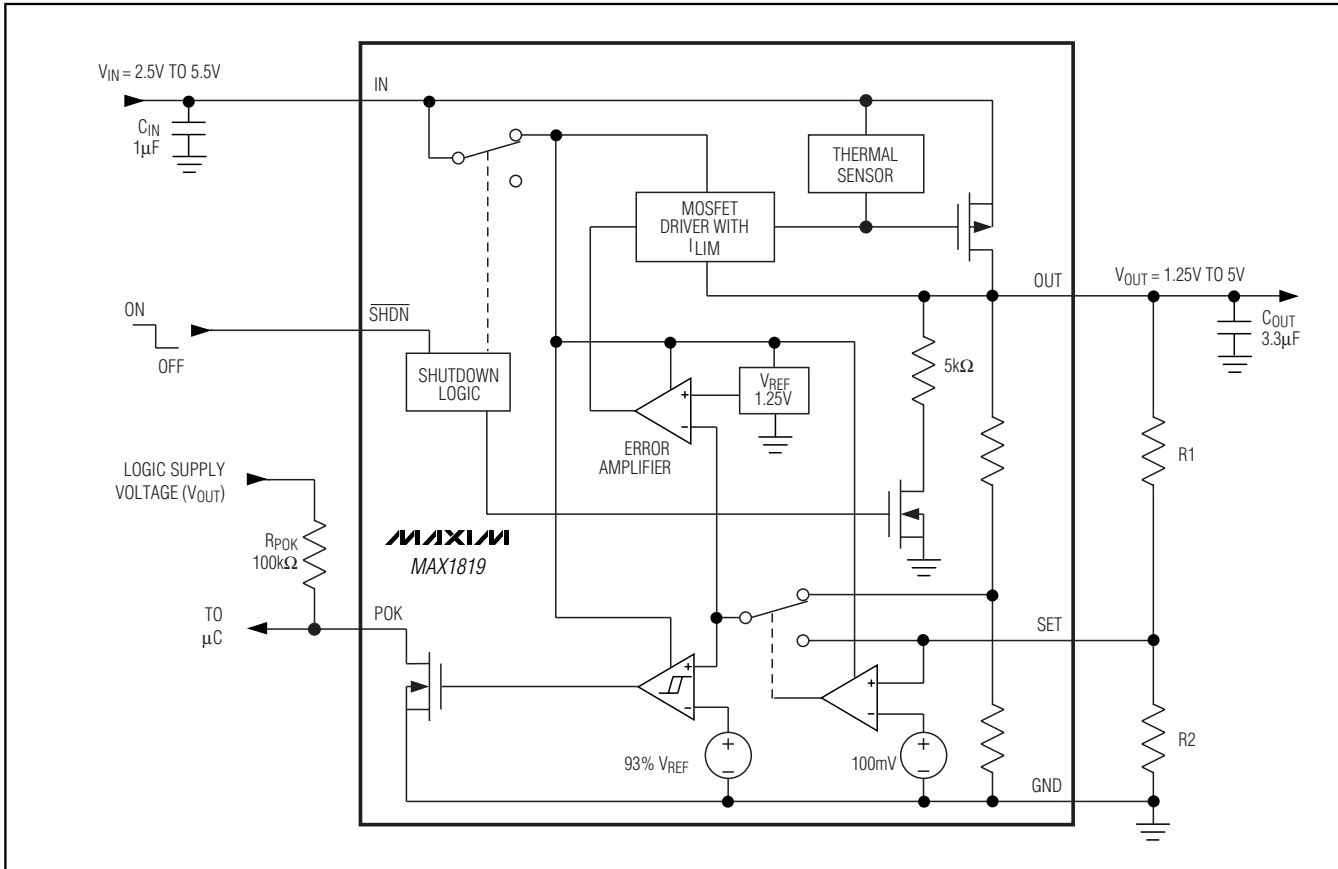 V_IN = 2.5V TO 5.5V
IN
C_IN
1µF
THERMAL
SENSOR
MOSFET
DRIVER WITH
I_LIM
OUT
V_OUT = 1.25V TO 5V
C_OUT
3.3µF
ON
OFF
S̅H̅D̅N̅
SHUTDOWN
LOGIC
V_REF
1.25V
+
−
ERROR
AMPLIFIER
5kΩ
R1
LOGIC SUPPLY
VOLTAGE (V_OUT)
R_POK
100kΩ
MAXIM
MAX1819
TO
µC
POK
SET
+
−
+
−
+
−
93% V_REF
+
−
100mV
R2
GND